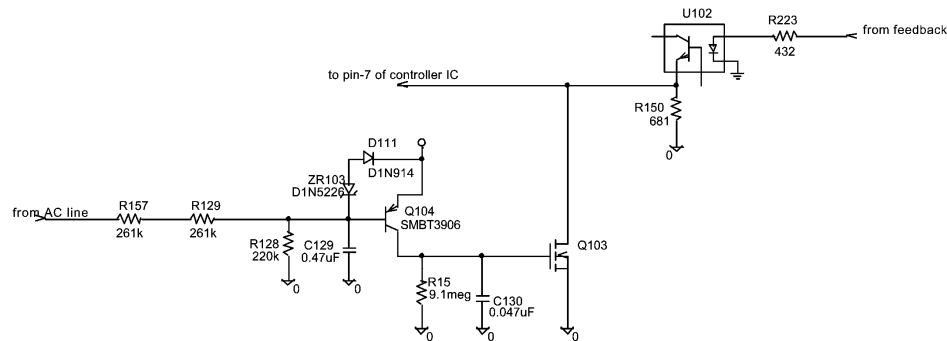 U102
R223
from feedback
432
to pin-7 of controller IC
R150
681
0
D111
D1N914
ZR103
D1N5226
Q104
SMBT3906
from AC line
R157
R129
261k
261k
R128
220k
C129
0.47uF
Q103
0
0
R15
9.1meg
C130
0.047uF
0
0
0